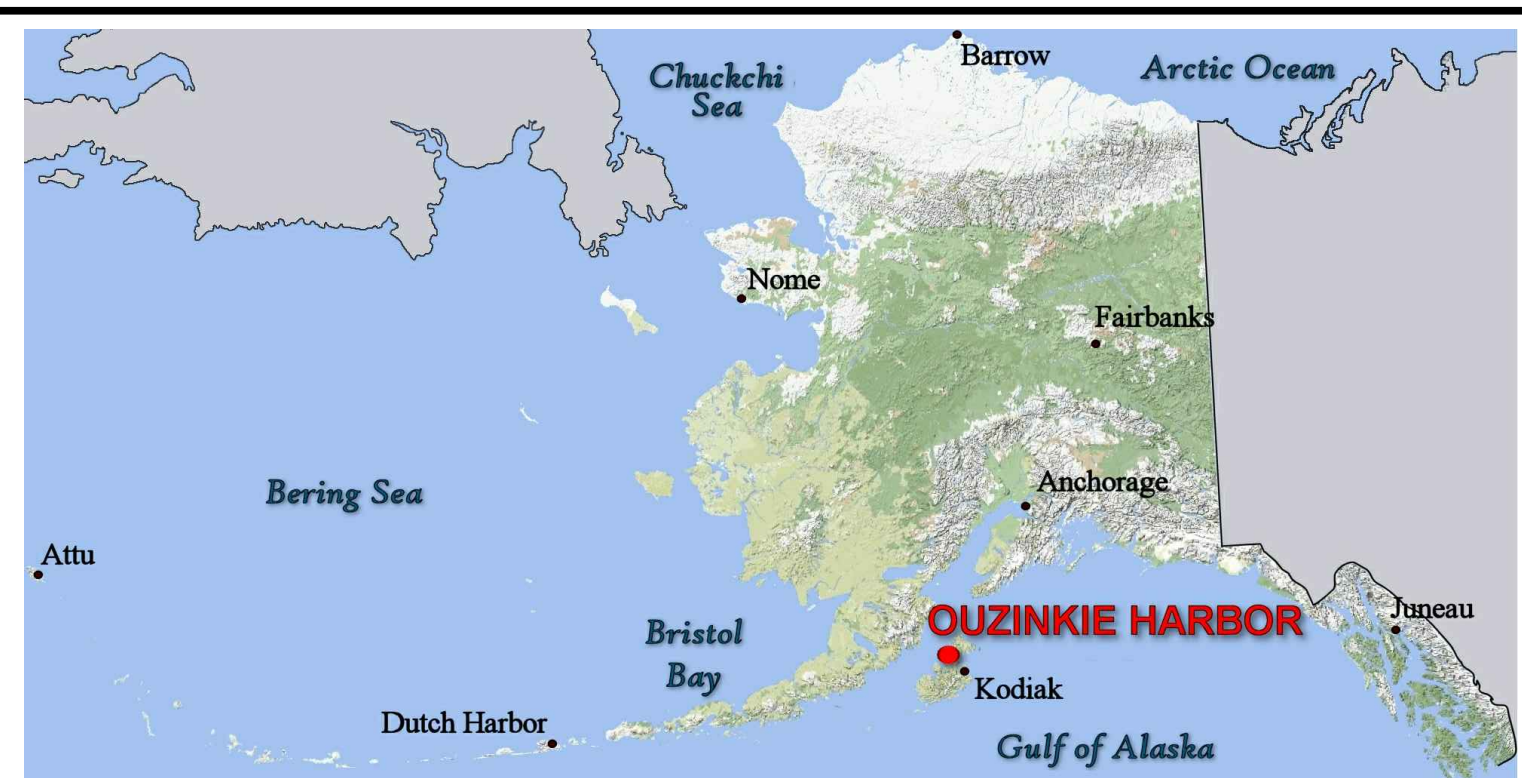 Barrow
Arctic Ocean
Chuckchi
Sea
Nome
Fairbanks
Anchorage
Bering Sea
Attu
OUZINKIE HARBOR
Juneau
Bristol
Bay
Kodiak
Dutch Harbor
Gulf of Alaska